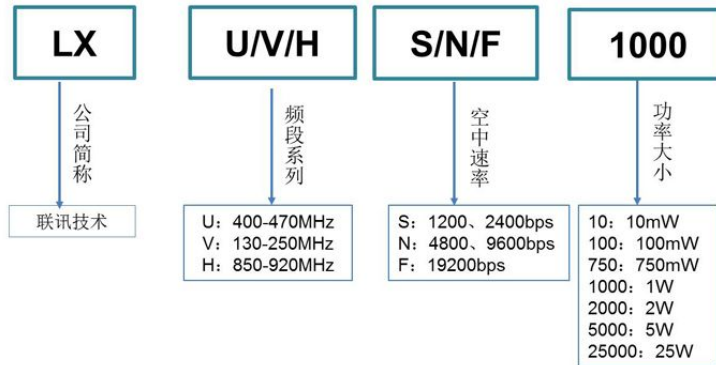 LX
U/V/H
S/N/F
1000
公司简称
频段系列
空中速率
功率大小
联讯技术
U：400-470MHz
V：130-250MHz
H：850-920MHz
S：1200、2400bps
N：4800、9600bps
F：19200bps
10：10mW
100：100mW
750：750mW
1000：1W
2000：2W
5000：5W
25000：25W